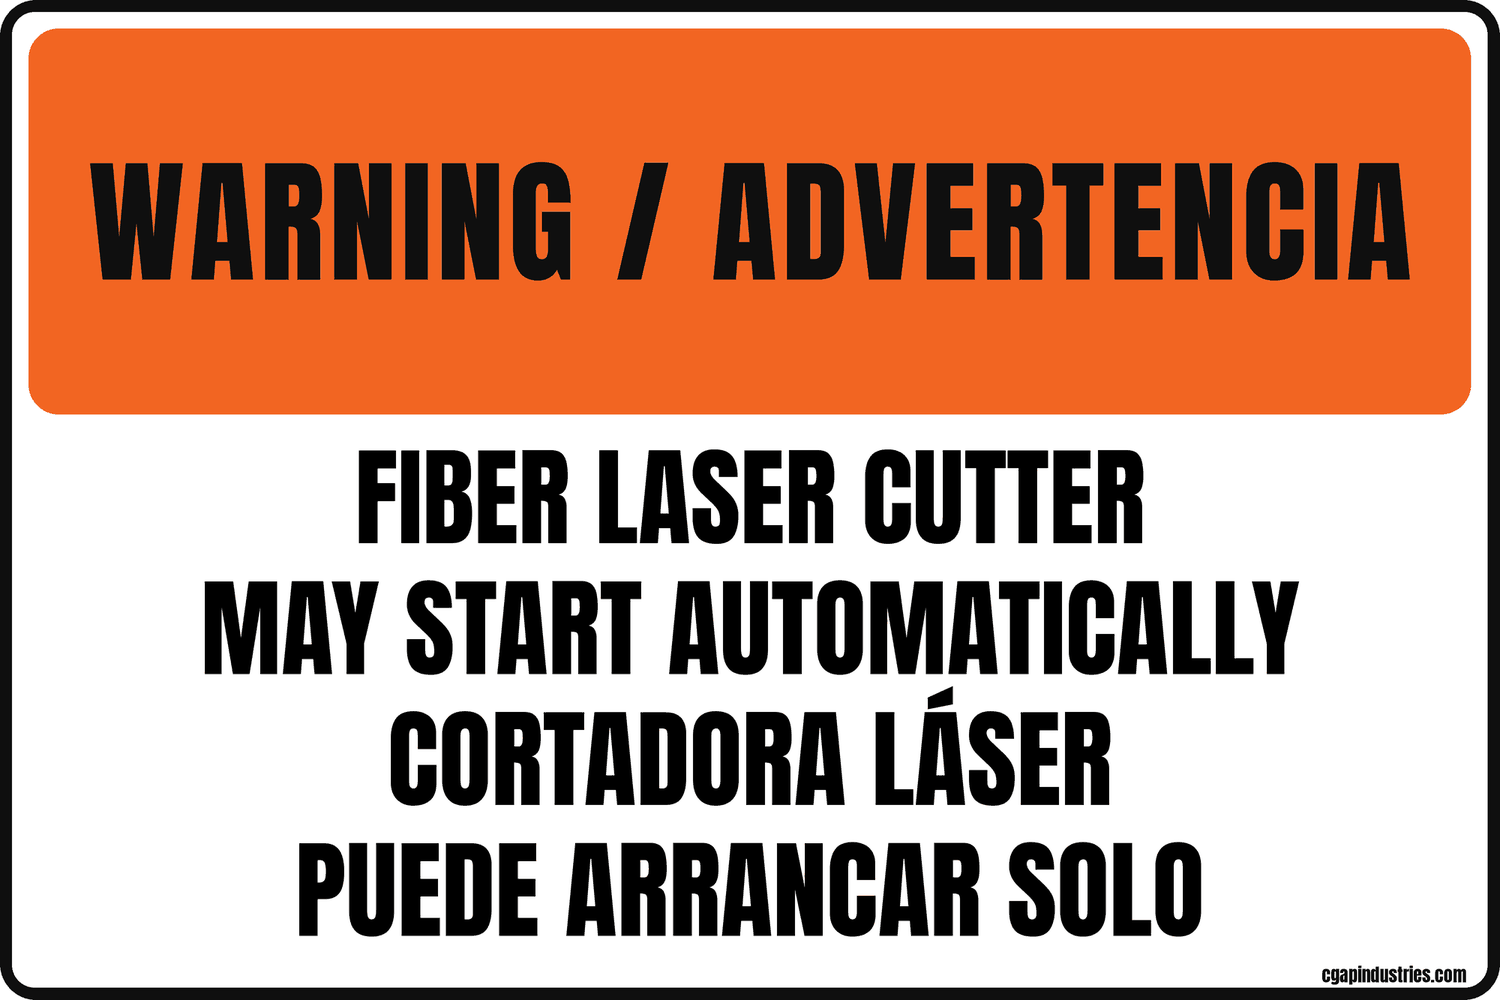 WARNING / ADVERTENCIA
FIBER LASER CUTTER
MAY START AUTOMATICALLY
CORTADORA LÁSER
PUEDE ARRANCAR SOLO
cgapindustries.com